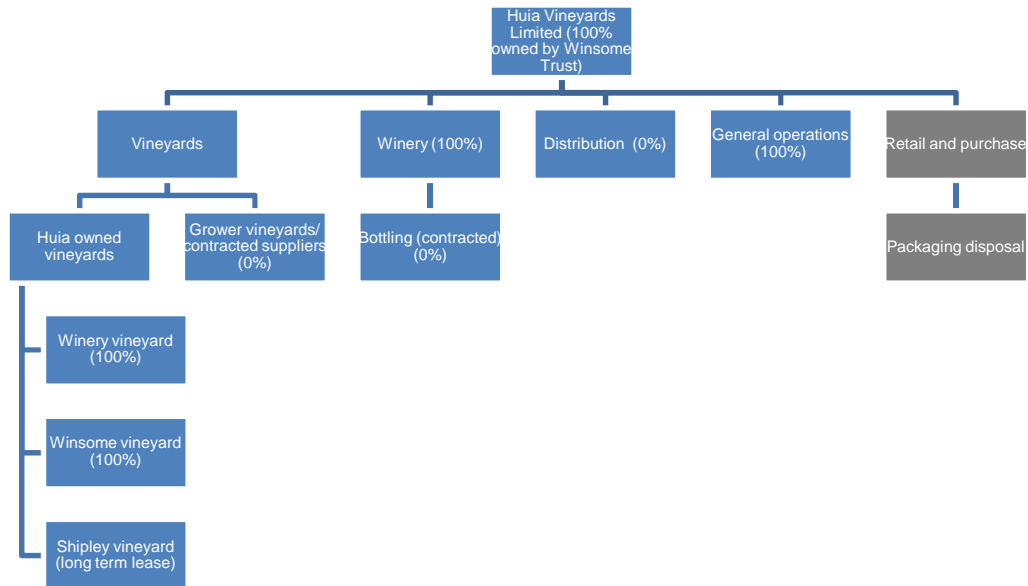 Huia Vineyards
Limited (100%
owned by Winsome
Trust)
Vineyards
Winery (100%)
Distribution (0%)
General operations
(100%)
Retail and purchase
Huia owned
vineyards
Grower vineyards/
contracted suppliers
(0%)
Bottling (contracted)
(0%)
Packaging disposal
Winery vineyard
(100%)
Winsome vineyard
(100%)
Shipley vineyard
(long term lease)